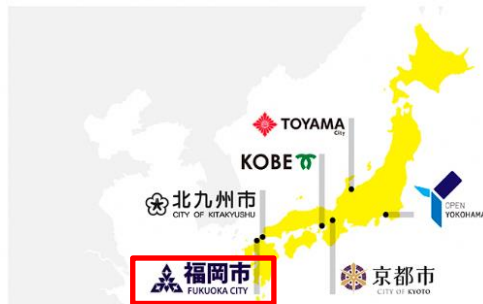 TOYAMA
City
KOBE
北九州市
CITY OF KITAKYUSHU
OPEN
YOKOHAMA
福岡市
FUKUOKA CITY
京都市
CITY OF KYOTO